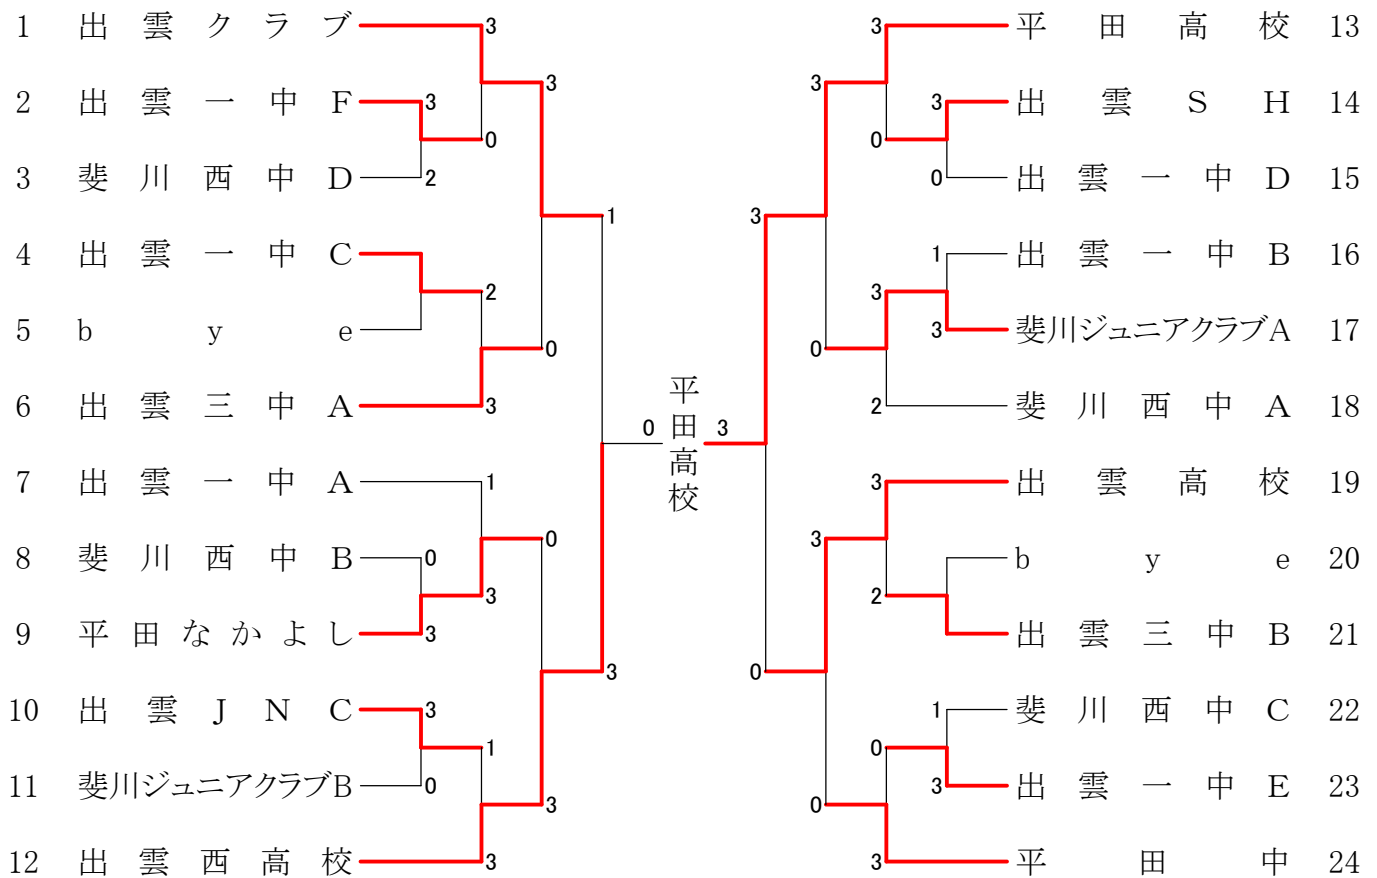 1 出雲クラブ 3 3 平田高校 13
3 3
2 出雲一中F 3 3 出雲SH 14
0 0
3 斐川西中D 2 0 出雲一中D 15
1 3
4 出雲一中C 1 出雲一中B 16
2 3
5 bye 3 斐川ジュニアクラブA 17
0 0
6 出雲三中A 3 2 斐川西中A 18
0 平田高校 3
7 出雲一中A 1 3 出雲高校 19
0 3
8 斐川西中B 0 bye 20
3 2
9 平田なかよし 3 出雲三中B 21
3 0
10 出雲JNC 3 1 斐川西中C 22
1 0
11 斐川ジュニアクラブB 0 3 出雲一中E 23
3 0
12 出雲西高校 3 3 平田中 24